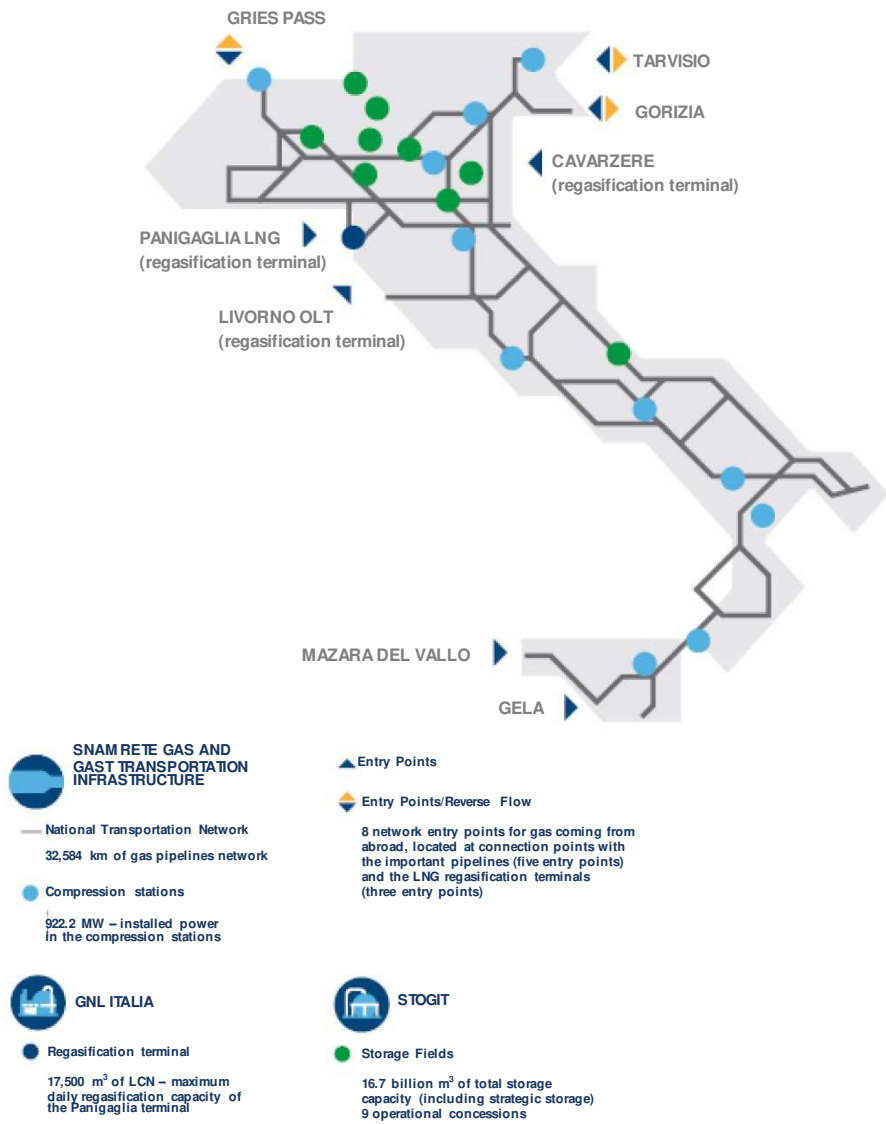 GRIES PASS
TARVISIO
GORIZIA
CAVARZERE
(regasification terminal)
PANIGAGLIA LNG
(regasification terminal)
LIVORNO OLT
(regasification terminal)
MAZARA DEL VALLO
GELA
SNAM RETE GAS AND
GAST TRANSPORTATION
INFRASTRUCTURE
National Transportation Network
32,584 km of gas pipelines network
Compression stations
922.2 MW – installed power
in the compression stations
Entry Points
Entry Points/Reverse Flow
8 network entry points for gas coming from
abroad, located at connection points with
the important pipelines (five entry points)
and the LNG regasification terminals
(three entry points)
GNL ITALIA
Regasification terminal
17,500 m³ of LCN – maximum
daily regasification capacity of
the Panigaglia terminal
STOGIT
Storage Fields
16.7 billion m³ of total storage
capacity (including strategic storage)
9 operational concessions